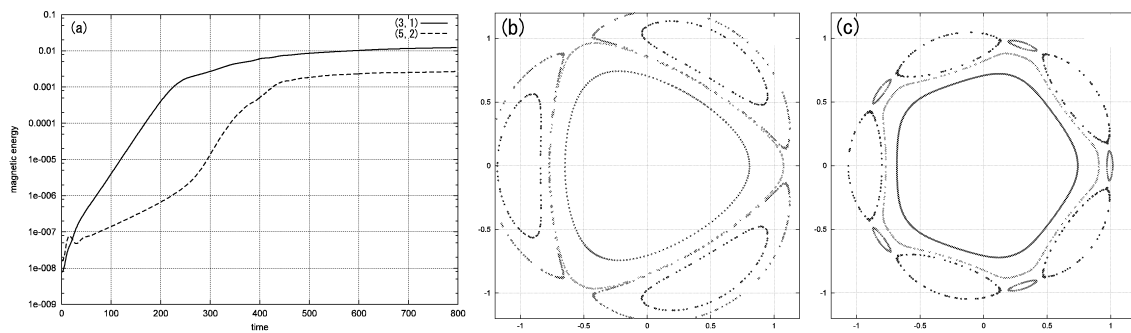 (a)
(3, 1)
(5, 2)
0.1
0.01
0.001
0.0001
1e-005
1e-006
1e-007
1e-008
1e-009
magnetic energy
0 100 200 300 400 500 600 700 800
time
(b)
1
0.5
0
-0.5
-1
-1 -0.5 0 0.5 1
(c)
1
0.5
0
-0.5
-1
-1 -0.5 0 0.5 1